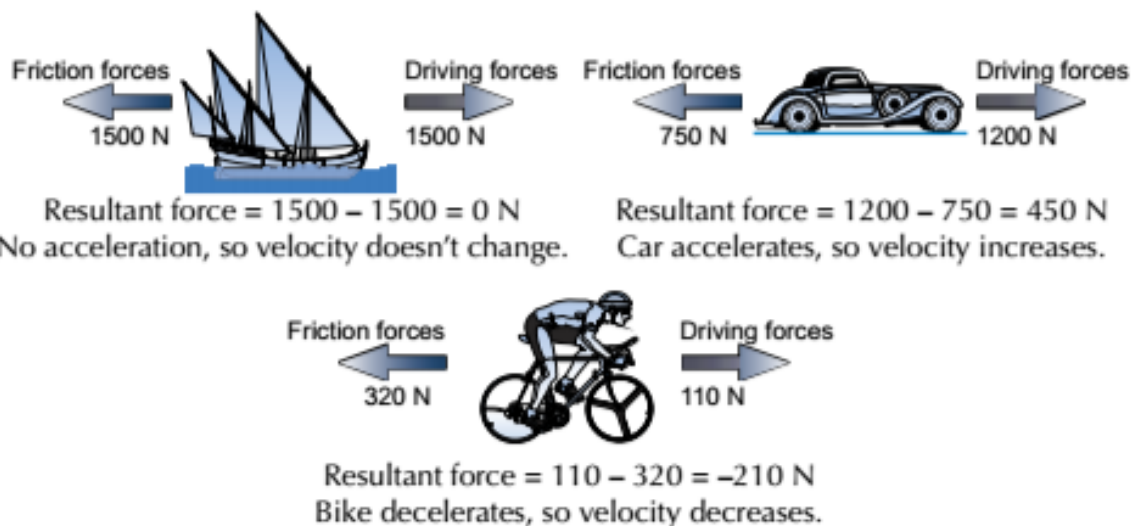 Friction forces
1500 N
Driving forces
1500 N
Resultant force = 1500 – 1500 = 0 N
No acceleration, so velocity doesn't change.
Friction forces
750 N
Driving forces
1200 N
Resultant force = 1200 – 750 = 450 N
Car accelerates, so velocity increases.
Friction forces
320 N
Driving forces
110 N
Resultant force = 110 – 320 = –210 N
Bike decelerates, so velocity decreases.